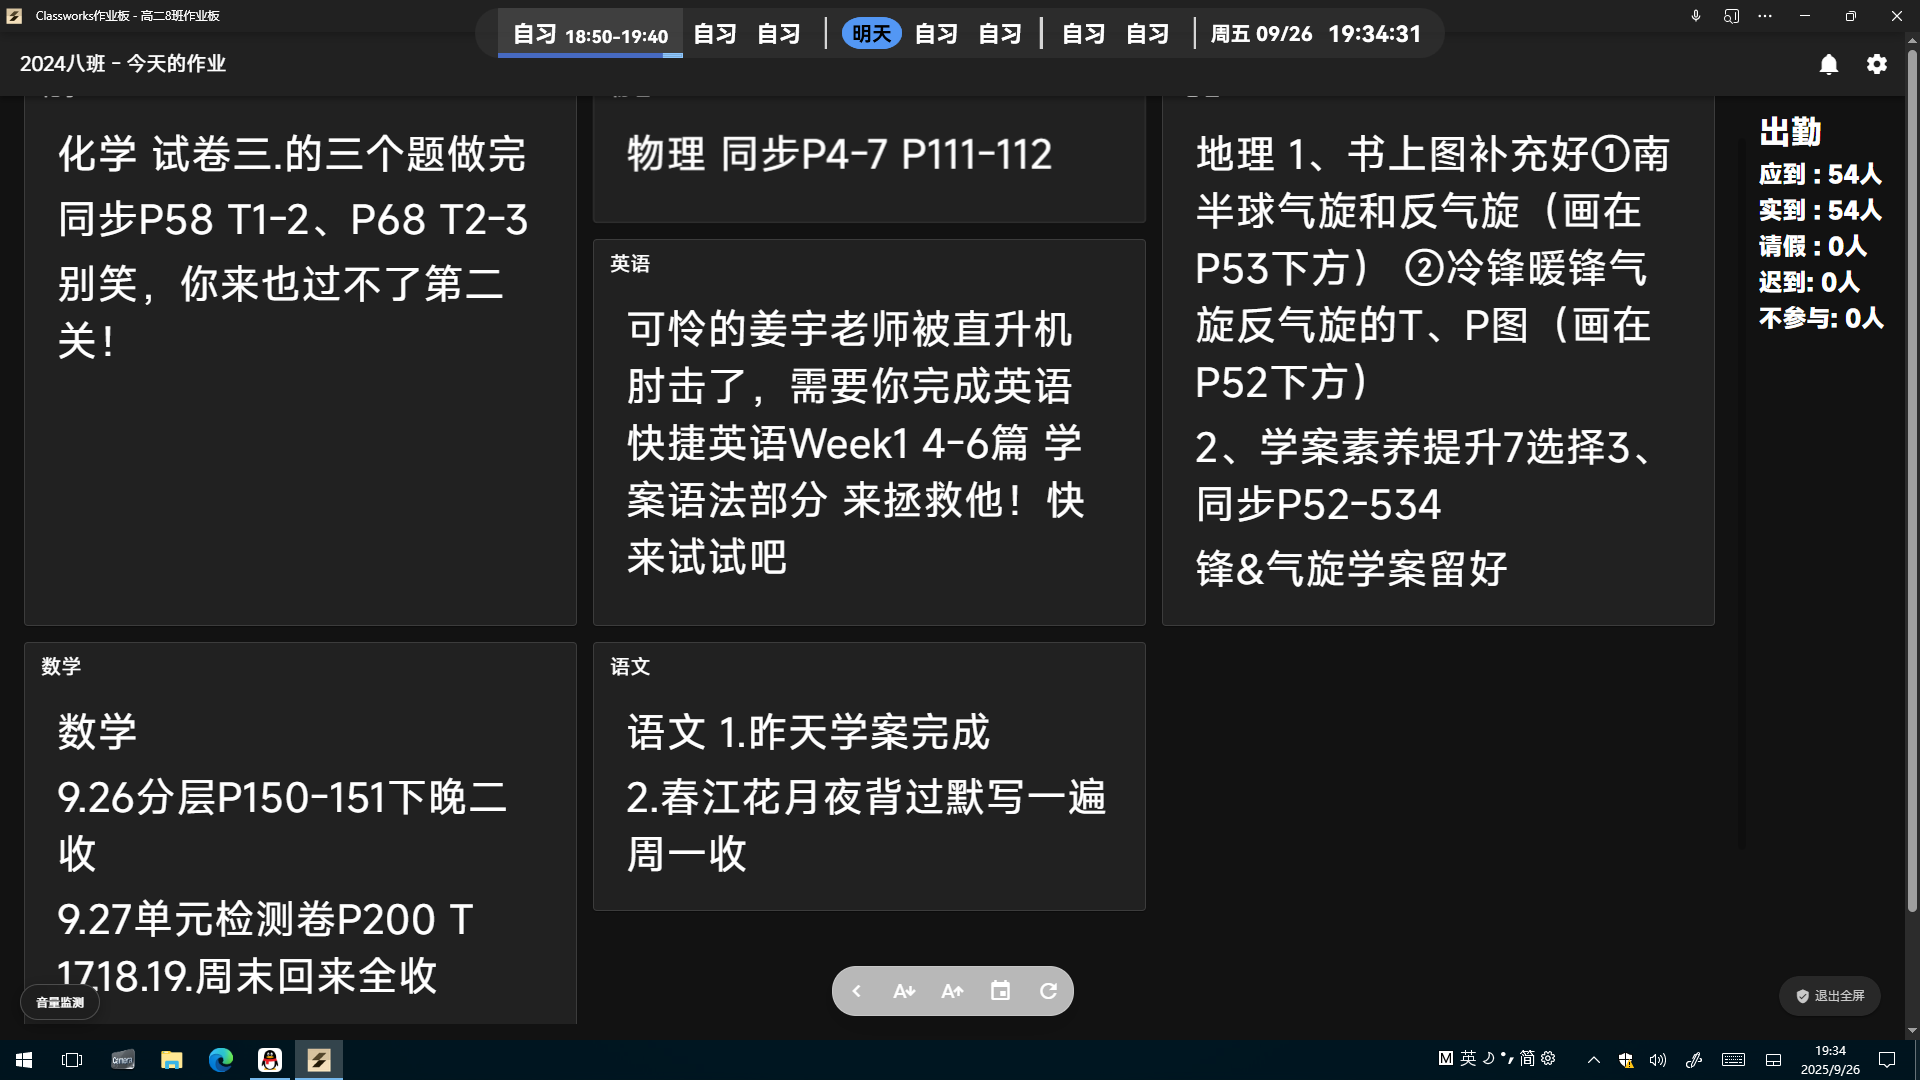 Classworks作业板 - 高二8班作业板
自习 18:50-19:40 自习 自习 | 明天 自习 自习 | 自习 自习 | 周五 09/26 19:34:31
2024八班 - 今天的作业
化学 试卷三.的三个题做完
同步P58 T1-2、P68 T2-3
别笑，你来也过不了第二
关！
物理 同步P4-7 P111-112
英语
可怜的姜宇老师被直升机
肘击了，需要你完成英语
快捷英语Week1 4-6篇 学
案语法部分 来拯救他！快
来试试吧
地理 1、书上图补充好①南
半球气旋和反气旋（画在
P53下方） ②冷锋暖锋气
旋反气旋的T、P图（画在
P52下方）
2、学案素养提升7选择3、
同步P52-534
锋&气旋学案留好
出勤
应到 : 54人
实到 : 54人
请假 : 0人
迟到: 0人
不参与: 0人
数学
数学
9.26分层P150-151下晚二
收
9.27单元检测卷P200 T
17.18.19.周末回来全收
语文
语文 1.昨天学案完成
2.春江花月夜背过默写一遍
周一收
音量监测
退出全屏
M 英 简
19:34
2025/9/26